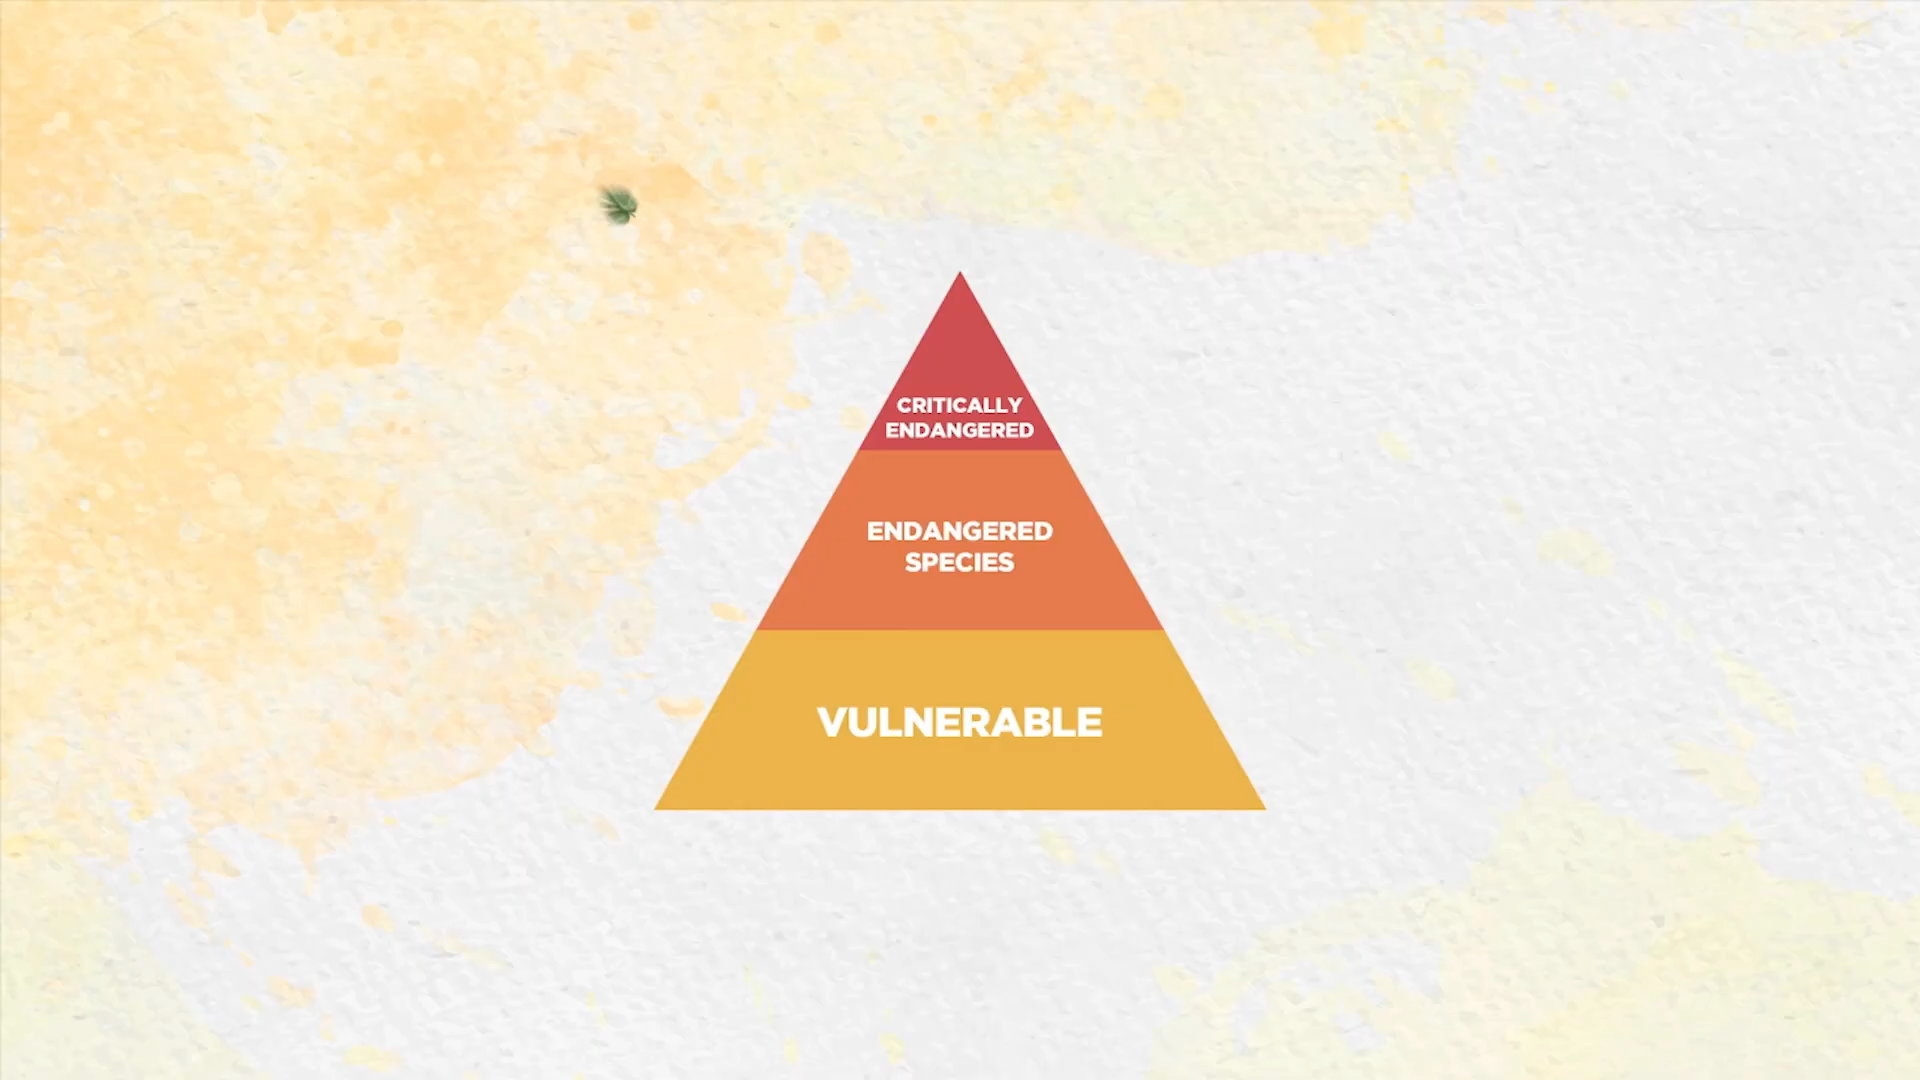 CRITICALLY
ENDANGERED
ENDANGERED
SPECIES
VULNERABLE